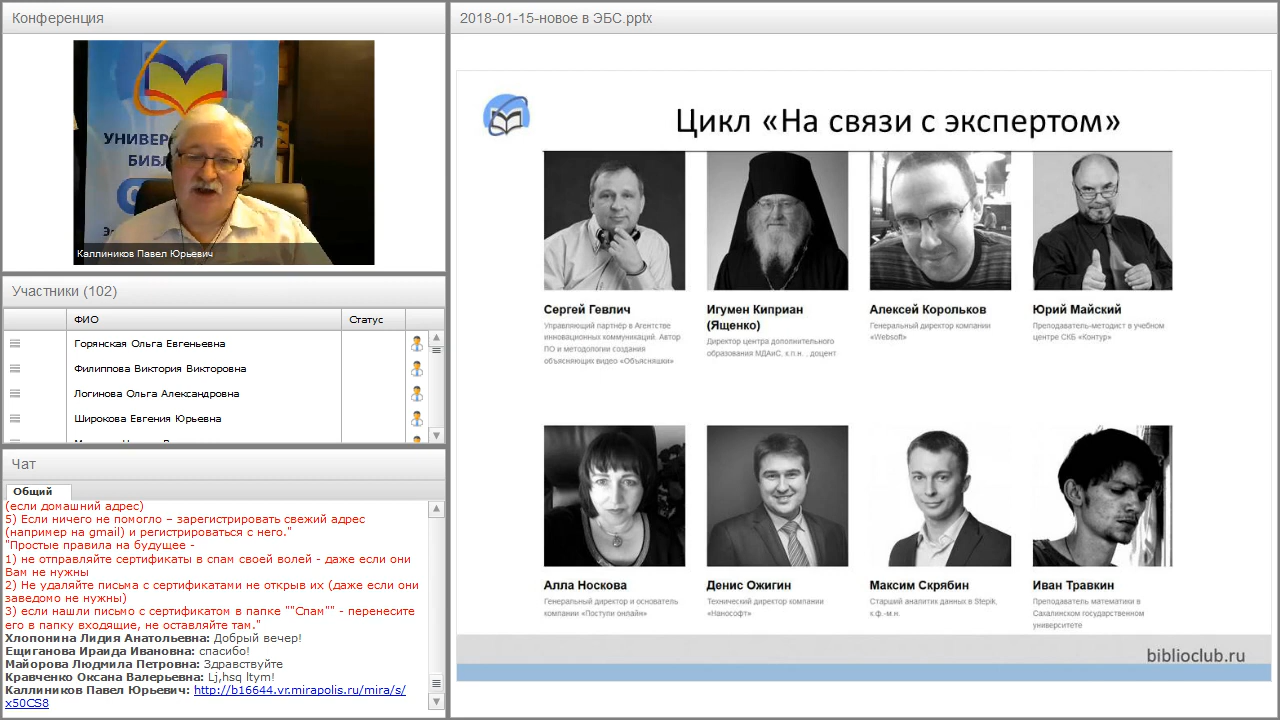 Конференция
УНИВЕРС
БИБЛ
Каллиников Павел Юрьевич
Участники (102)
ФИО
Статус
Горянская Ольга Евгеньевна
Филиппова Виктория Викторовна
Логинова Ольга Александровна
Широкова Евгения Юрьевна
Чат
Общий
(если домашний адрес)
5) Если ничего не помогло – зарегистрировать свежий адрес
(например на gmail) и регистрироваться с него."
"Простые правила на будущее -
1) не отправляйте сертификаты в спам своей волей - даже если они
Вам не нужны
2) Не удаляйте письма с сертификатами не открыв их (даже если они
заведомо не нужны)
3) если нашли письмо с сертификатом в папке ""Спам"" - перенесите
его в папку входящие, не оставляйте там."
Хлопонина Лидия Анатольевна: Добрый вечер!
Ещиганова Ираида Ивановна: спасибо!
Майорова Людмила Петровна: Здравствуйте
Кравченко Оксана Валерьевна: Lj,hsq ltym!
Каллиников Павел Юрьевич: http://b16644.vr.mirapolis.ru/mira/s/
x50CS8
2018-01-15-новое в ЭБС.pptx
Цикл «На связи с экспертом»
Сергей Гевлич
Управляющий партнёр в Агентстве
инновационных коммуникаций. Автор
ПО и методологии создания
объясняющих видео «Объясняшки»
Игумен Киприан
(Ященко)
Директор центра дополнительного
образования МДАиС, к.п.н. , доцент
Алексей Корольков
Генеральный директор компании
«Websoft»
Юрий Майский
Преподаватель-методист в учебном
центре СКБ «Контур»
Алла Носкова
Генеральный директор и основатель
компании «Поступи онлайн»
Денис Ожигин
Технический директор компании
«Нанософт»
Максим Скрябин
Старший аналитик данных в Stepik,
к.ф.-м.н.
Иван Травкин
Преподаватель математики в
Сахалинском государственном
университете
biblioclub.ru